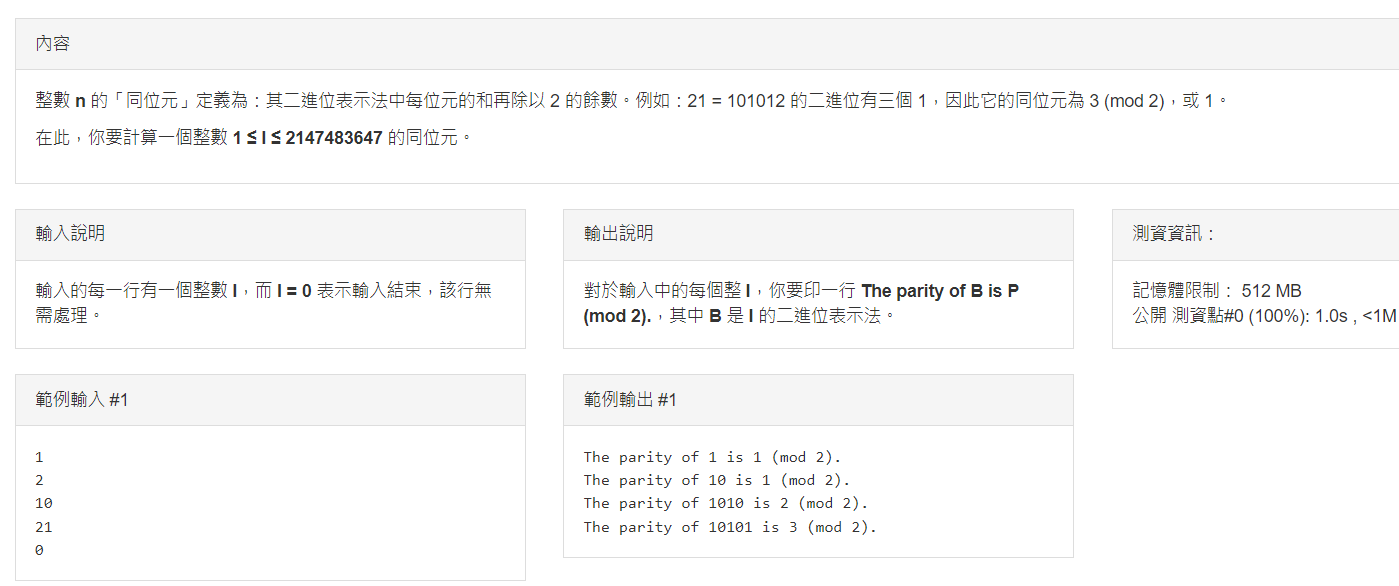 內容
整數 n 的「同位元」定義為：其二進位表示法中每位元的和再除以 2 的餘數。例如：21 = 101012 的二進位有三個 1，因此它的同位元為 3 (mod 2)，或 1。
在此，你要計算一個整數 1 ≤ I ≤ 2147483647 的同位元。
輸入說明
輸入的每一行有一個整數 I，而 I = 0 表示輸入結束，該行無
需處理。
輸出說明
對於輸入中的每個整 I，你要印一行 The parity of B is P
(mod 2).，其中 B 是 I 的二進位表示法。
測資資訊：
記憶體限制： 512 MB
公開 測資點#0 (100%): 1.0s , <1M
範例輸入 #1
1
2
10
21
0
範例輸出 #1
The parity of 1 is 1 (mod 2).
The parity of 10 is 1 (mod 2).
The parity of 1010 is 2 (mod 2).
The parity of 10101 is 3 (mod 2).